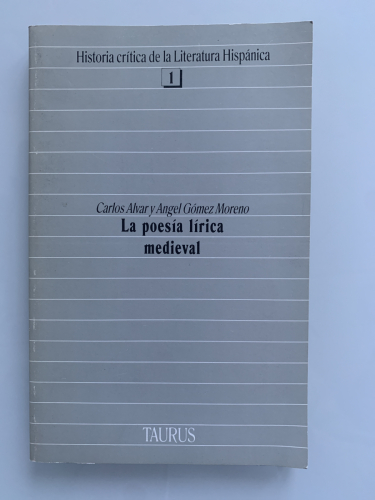 Historia crítica de la Literatura Hispánica
1
Carlos Alvar y Angel Gómez Moreno
La poesía lírica
medieval
TAURUS